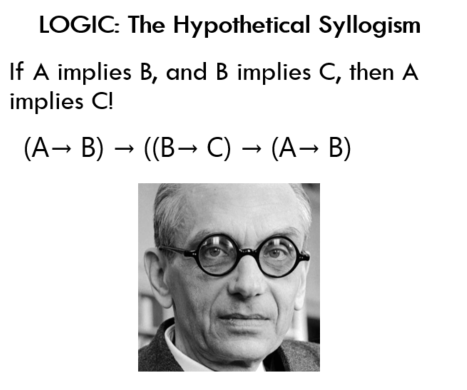 LOGIC: The Hypothetical Syllogism
If A implies B, and B implies C, then A
implies C!
(A→ B) → ((B→ C) → (A→ B)